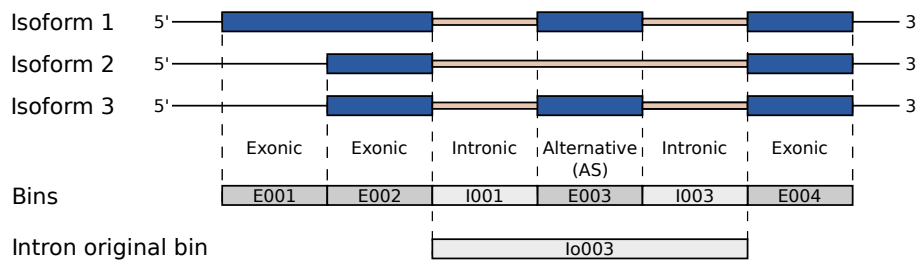 Isoform 1 5' 3
Isoform 2 5' 3
Isoform 3 5' 3
Exonic Exonic Intronic Alternative (AS) Intronic Exonic
Bins E001 E002 I001 E003 I003 E004
Intron original bin Io003